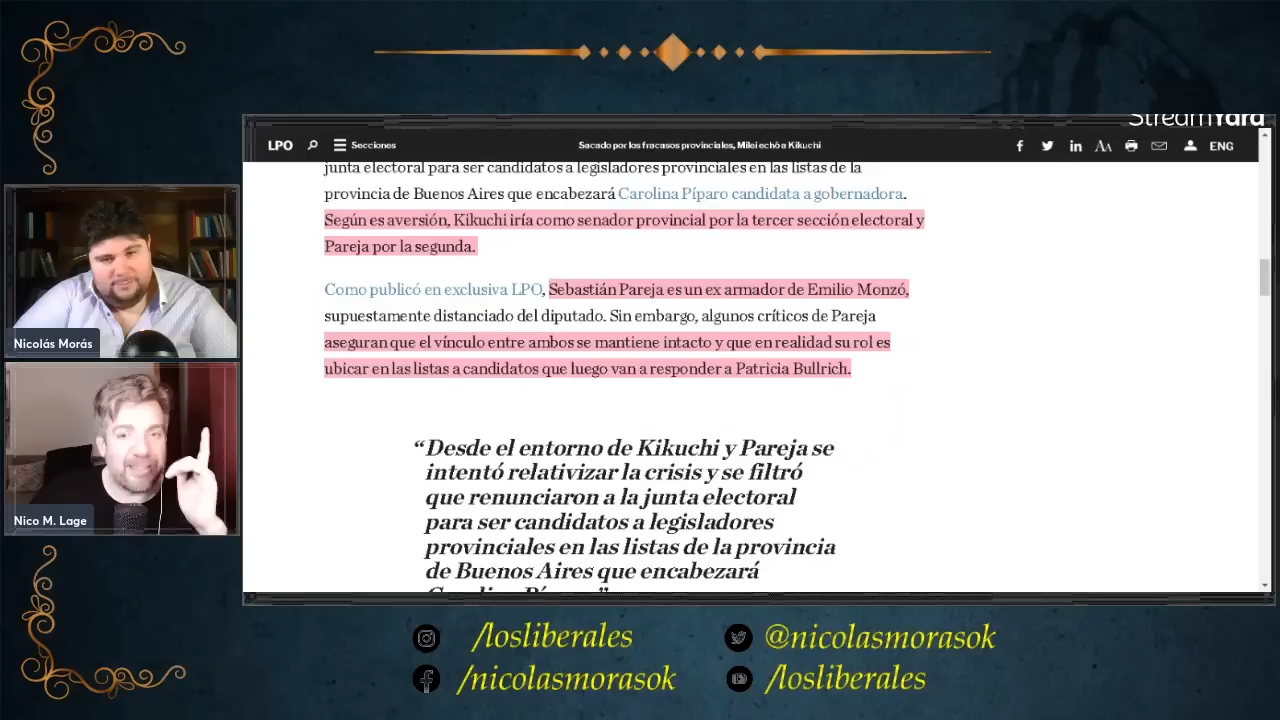 StreamYard
LPO
Secciones
Sacado por los fracasos provinciales, Milei echó a Kikuchi
ENG
junta electoral para ser candidatos a legisladores provinciales en las listas de la
provincia de Buenos Aires que encabezará Carolina Píparo candidata a gobernadora.
Según es aversión, Kikuchi iría como senador provincial por la tercer sección electoral y
Pareja por la segunda.
Como publicó en exclusiva LPO, Sebastián Pareja es un ex armador de Emilio Monzó,
supuestamente distanciado del diputado. Sin embargo, algunos críticos de Pareja
aseguran que el vínculo entre ambos se mantiene intacto y que en realidad su rol es
ubicar en las listas a candidatos que luego van a responder a Patricia Bullrich.
“Desde el entorno de Kikuchi y Pareja se
intentó relativizar la crisis y se filtró
que renunciaron a la junta electoral
para ser candidatos a legisladores
provinciales en las listas de la provincia
de Buenos Aires que encabezará
Nicolás Morás
Nico M. Lage
/losliberales
@nicolasmorasok
/nicolasmorasok
/losliberales